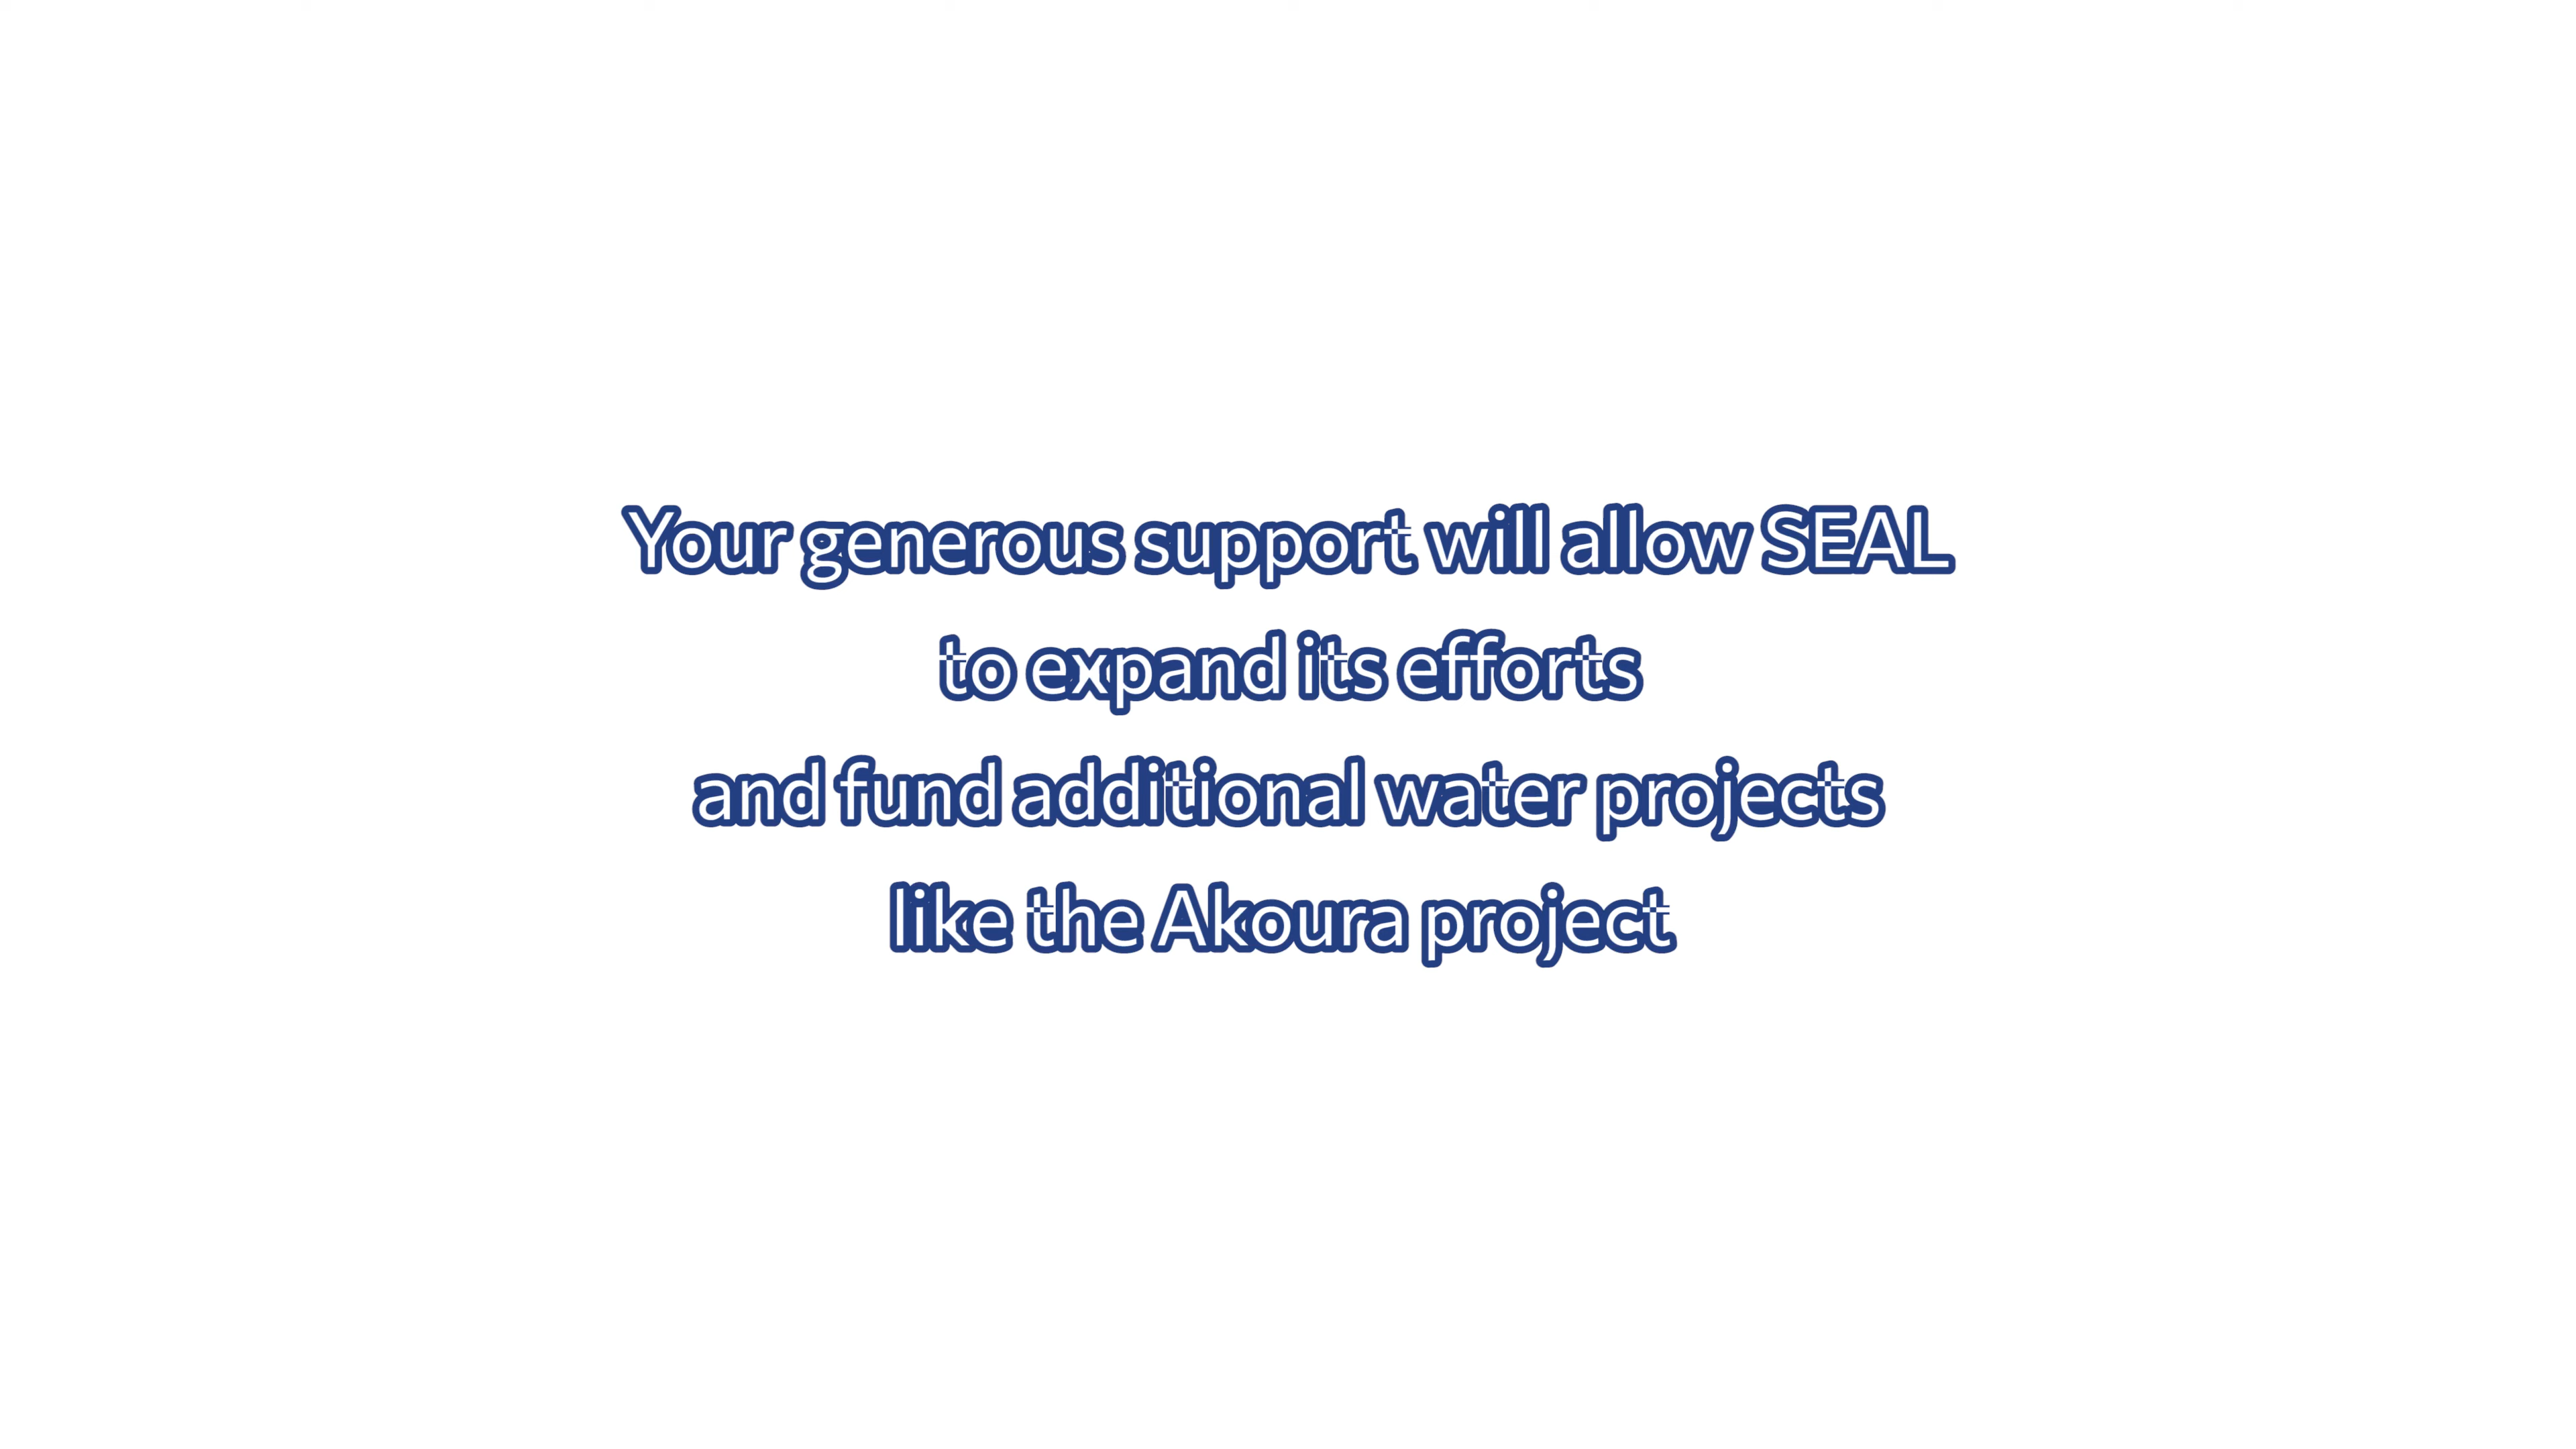 Your generous support will allow SEAL
to expand its efforts
and fund additional water projects
like the Akoura project